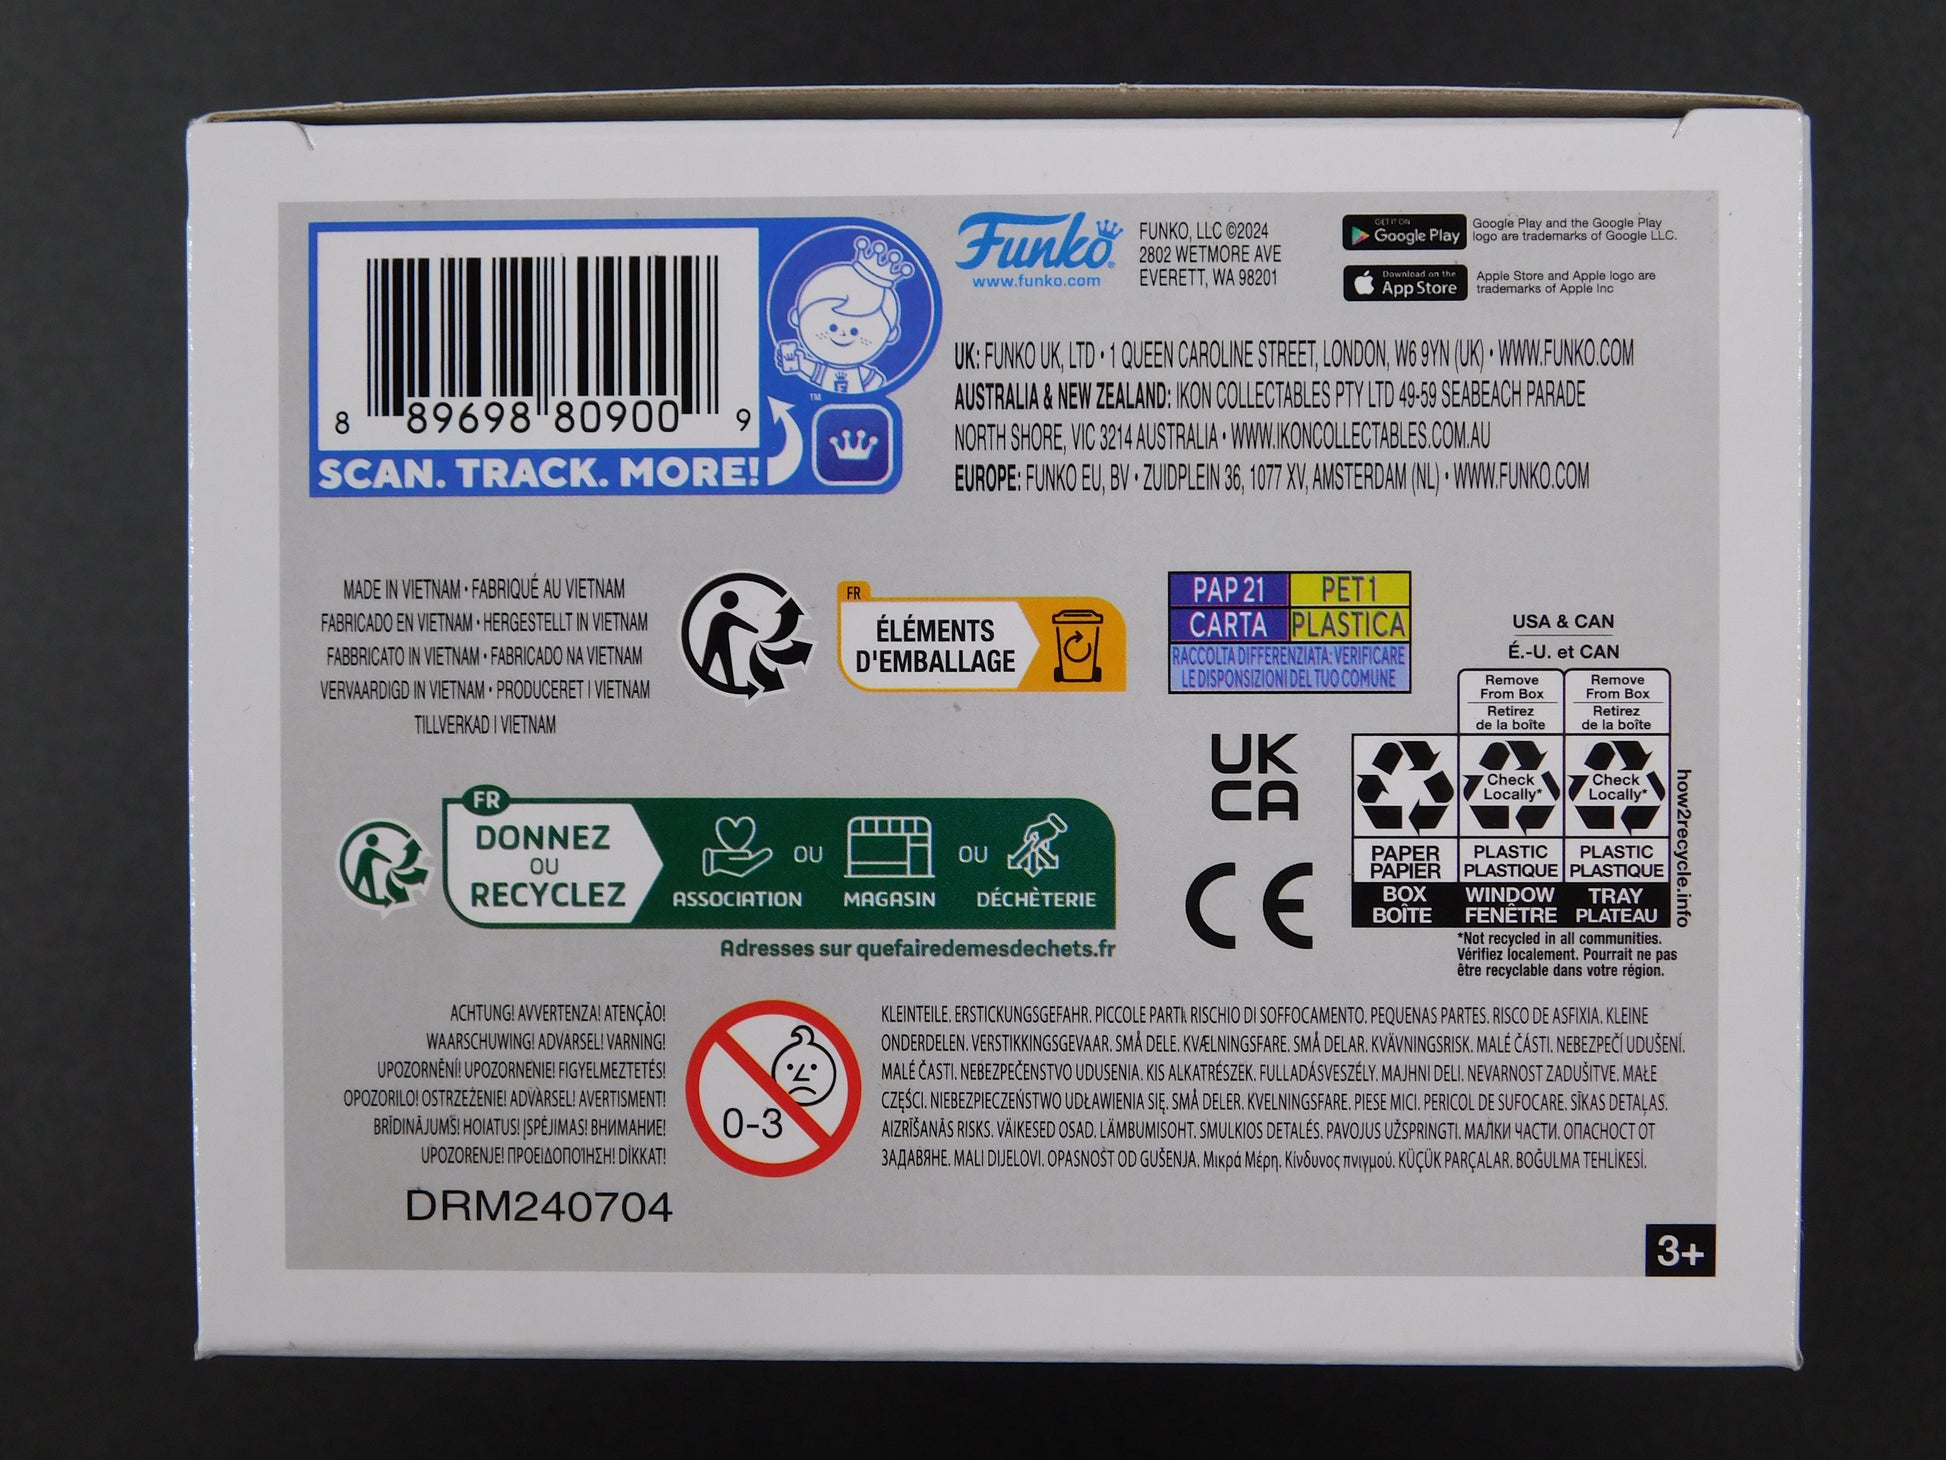 8 89698 80900 9
SCAN. TRACK. MORE!
™
Funko®
www.funko.com
FUNKO, LLC ©2024
2802 WETMORE AVE
EVERETT, WA 98201
GET IT ON
Google Play
Google Play and the Google Play
logo are trademarks of Google LLC.
Download on the
App Store
Apple Store and Apple logo are
trademarks of Apple Inc
UK: FUNKO UK, LTD • 1 QUEEN CAROLINE STREET, LONDON, W6 9YN (UK) • WWW.FUNKO.COM
AUSTRALIA & NEW ZEALAND: IKON COLLECTABLES PTY LTD 49-59 SEABEACH PARADE
NORTH SHORE, VIC 3214 AUSTRALIA • WWW.IKONCOLLECTABLES.COM.AU
EUROPE: FUNKO EU, BV • ZUIDPLEIN 36, 1077 XV, AMSTERDAM (NL) • WWW.FUNKO.COM
MADE IN VIETNAM • FABRIQUÉ AU VIETNAM
FABRICADO EN VIETNAM • HERGESTELLT IN VIETNAM
FABBRICATO IN VIETNAM • FABRICADO NA VIETNAM
VERVAARDIGD IN VIETNAM • PRODUCERET I VIETNAM
TILLVERKAD I VIETNAM
FR
ÉLÉMENTS
D'EMBALLAGE
PAP 21 PET 1
CARTA PLASTICA
RACCOLTA DIFFERENZIATA: VERIFICARE
LE DISPONSIZIONI DEL TUO COMUNE
USA & CAN
É.-U. et CAN
Remove
From Box
Retirez
de la boîte
Remove
From Box
Retirez
de la boîte
Check
Locally*
Check
Locally*
PAPER
PAPIER
PLASTIC
PLASTIQUE
PLASTIC
PLASTIQUE
BOX
BOÎTE
WINDOW
FENÊTRE
TRAY
PLATEAU
how2recycle.info
*Not recycled in all communities.
Vérifiez localement. Pourrait ne pas
être recyclable dans votre région.
UK
CA
CE
FR
DONNEZ
OU
RECYCLEZ
ASSOCIATION
OU
MAGASIN
OU
DÉCHÈTERIE
Adresses sur quefairedemesdechets.fr
ACHTUNG! AVVERTENZA! ATENÇÃO!
WAARSCHUWING! ADVARSEL! VARNING!
UPOZORNĚNÍ! UPOZORNENIE! FIGYELMEZTETÉS!
OPOZORILO! OSTRZEŻENIE! ADVARSEL! AVERTISMENT!
BRĪDINĀJUMS! HOIATUS! ĮSPĖJIMAS! ВНИМАНИЕ!
UPOZORENJE! ΠΡΟΕΙΔΟΠΟΊΗΣΗ! DİKKAT!
0-3
KLEINTEILE. ERSTICKUNGSGEFAHR. PICCOLE PARTI. RISCHIO DI SOFFOCAMENTO. PEQUENAS PARTES. RISCO DE ASFIXIA. KLEINE
ONDERDELEN. VERSTIKKINGSGEVAAR. SMÅ DELE. KVÆLNINGSFARE. SMÅ DELAR. KVÄVNINGSRISK. MALÉ ČÁSTI. NEBEZPEČÍ UDUŠENÍ.
MALÉ ČASTI. NEBEZPEČENSTVO UDUSENIA. KIS ALKATRÉSZEK. FULLADÁSVESZÉLY. MAJHNI DELI. NEVARNOST ZADUŠITVE. MAŁE
CZĘŚCI. NIEBEZPIECZEŃSTWO UDŁAWIENIA SIĘ. SMÅ DELER. KVELNINGSFARE. PIESE MICI. PERICOL DE SUFOCARE. SĪKAS DETAĻAS.
AIZRĪŠANĀS RISKS. VÄIKESED OSAD. LÄMBUMISOHT. SMULKIOS DETALĖS. PAVOJUS UŽSPRINGTI. МАЛКИ ЧАСТИ. ОПАСНОСТ ОТ
ЗАДАВЯНЕ. MALI DIJELOVI. OPASNOST OD GUŠENJA. Μικρά Μέρη. Κίνδυνος πνιγμού. KÜÇÜK PARÇALAR. BOĞULMA TEHLİKESİ.
DRM240704
3+